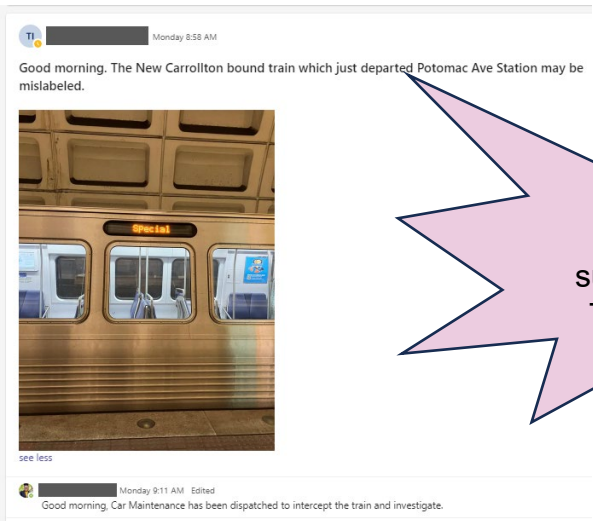 TI
Monday 8:58 AM
Good morning. The New Carrollton bound train which just departed Potomac Ave Station may be
mislabeled.
Special
see less
Monday 9:11 AM Edited
Good morning, Car Maintenance has been dispatched to intercept the train and investigate.